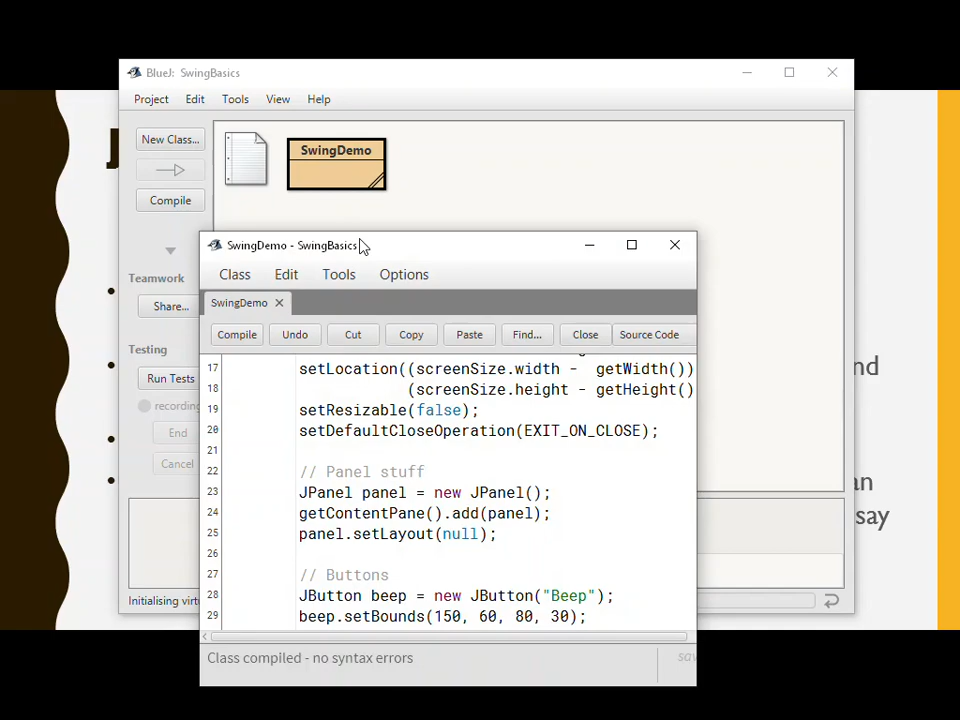 BlueJ: SwingBasics
Project Edit Tools View Help
New Class...
SwingDemo
Compile
SwingDemo - SwingBasics
Teamwork
Class Edit Tools Options
Share...
SwingDemo
Testing
Compile Undo Cut Copy Paste Find... Close Source Code
17 setLocation((screenSize.width - getWidth())
nd
Run Tests
18 (screenSize.height - getHeight()
recording
19 setResizable(false);
End
20 setDefaultCloseOperation(EXIT_ON_CLOSE);
21
Cancel
22 // Panel stuff
an
23 JPanel panel = new JPanel();
24 getContentPane().add(panel);
say
25 panel.setLayout(null);
26
27 // Buttons
28 JButton beep = new JButton("Beep");
Initialising virt
29 beep.setBounds(150, 60, 80, 30);
Class compiled - no syntax errors